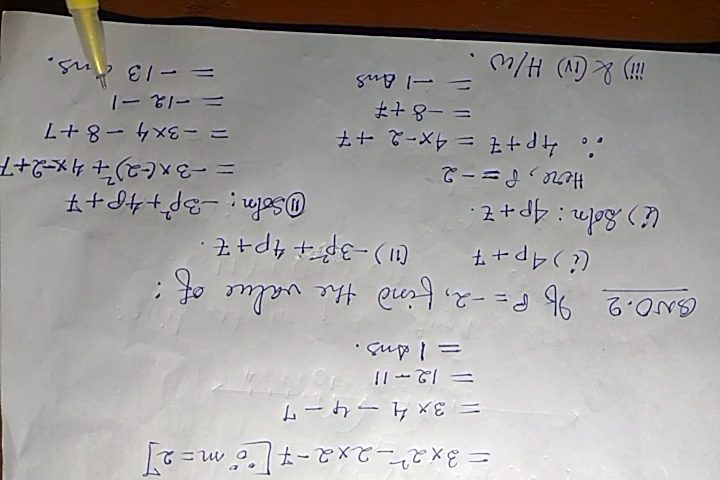 = 3×2² - 2×2 - 7 [∵ m = 2]
= 3×4 - 4 - 7
= 12 - 11
= 1 Ans.
QNO.2 If P = -2, find the value of:
(i) 4p + 7 (ii) -3p² + 4p + 7.
(i) Soln: 4p + 7.
Here, P = -2
∴ 4p + 7 = 4×-2 + 7
= -8 + 7
= -1 Ans
iii) & (iv) H/W.
(ii) Soln: -3p² + 4p + 7
= -3×(-2)² + 4×-2 + 7
= -3×4 - 8 + 7
= -12 - 1
= -13 Ans.